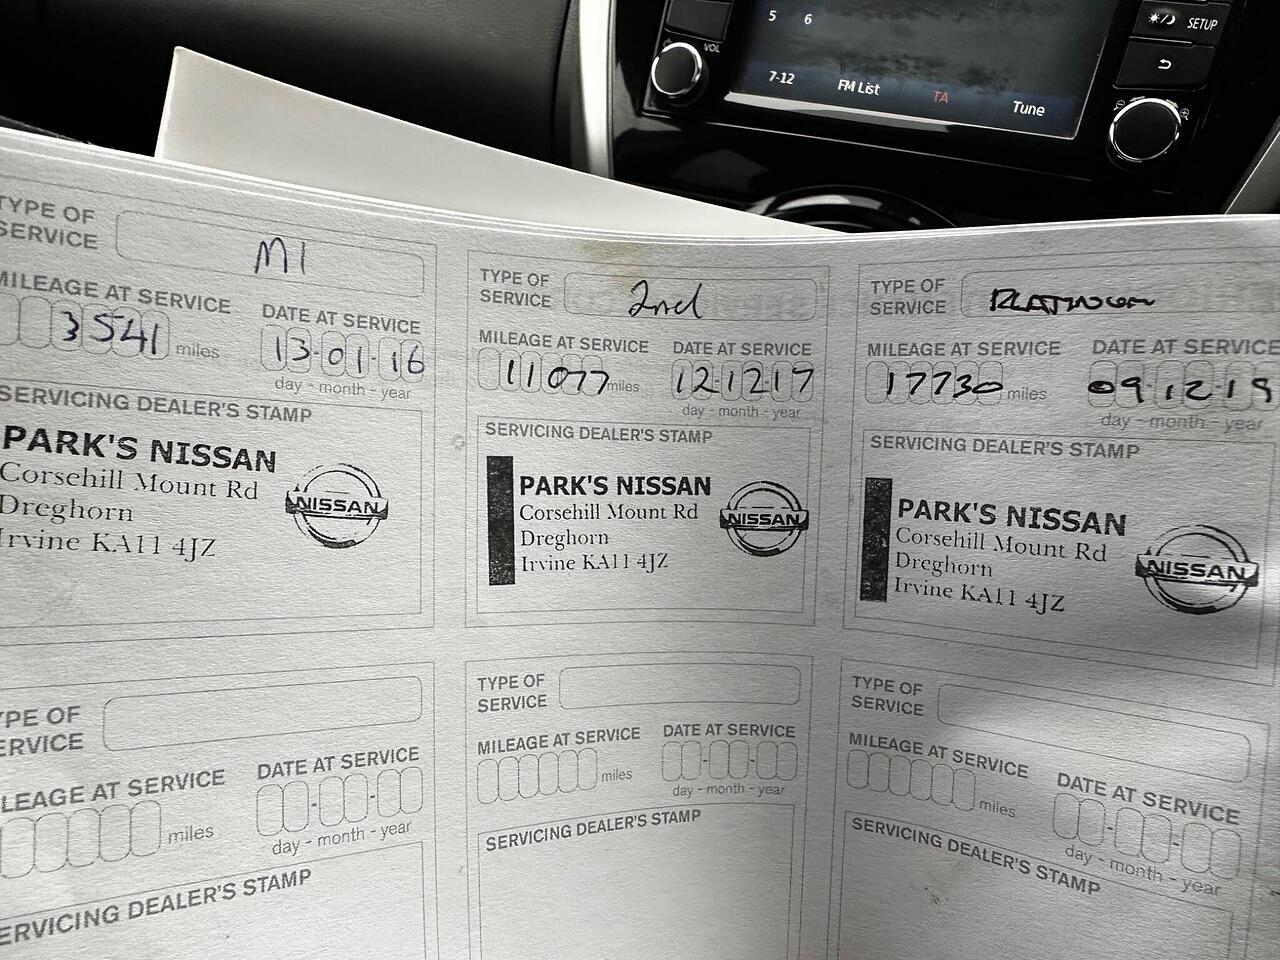 5 6
SETUP
VOL
7-12 FM List TA Tune
TYPE OF
SERVICE
M1
MILEAGE AT SERVICE
3541 miles
DATE AT SERVICE
13-01-16
day - month - year
SERVICING DEALER'S STAMP
PARK'S NISSAN
Corsehill Mount Rd
Dreghorn
Irvine KA11 4JZ
NISSAN
TYPE OF
SERVICE
2nd
MILEAGE AT SERVICE
11077 miles
DATE AT SERVICE
12-12-17
day - month - year
SERVICING DEALER'S STAMP
PARK'S NISSAN
Corsehill Mount Rd
Dreghorn
Irvine KA11 4JZ
NISSAN
TYPE OF
SERVICE
PLATINUM
MILEAGE AT SERVICE
17730 miles
DATE AT SERVICE
09-12-19
day - month - year
SERVICING DEALER'S STAMP
PARK'S NISSAN
Corsehill Mount Rd
Dreghorn
Irvine KA11 4JZ
NISSAN
YPE OF
ERVICE
LEAGE AT SERVICE
miles
DATE AT SERVICE
day - month - year
ERVICING DEALER'S STAMP
TYPE OF
SERVICE
MILEAGE AT SERVICE
miles
DATE AT SERVICE
day - month - year
SERVICING DEALER'S STAMP
TYPE OF
SERVICE
MILEAGE AT SERVICE
miles
DATE AT SERVICE
day - month - year
SERVICING DEALER'S STAMP